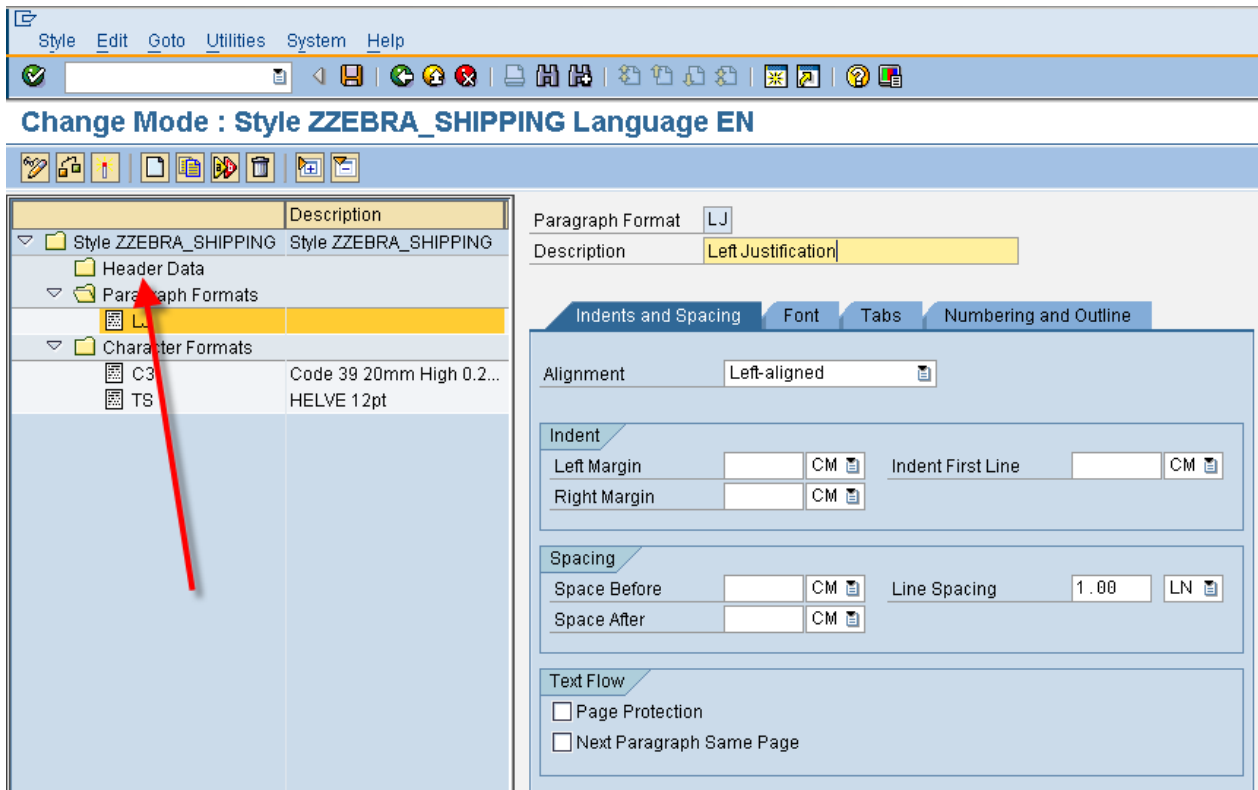 Style Edit Goto Utilities System Help
Change Mode : Style ZZEBRA_SHIPPING Language EN
Description
Style ZZEBRA_SHIPPING Style ZZEBRA_SHIPPING
Header Data
Paragraph Formats
LJ
Character Formats
C3 Code 39 20mm High 0.2...
TS HELVE 12pt
Paragraph Format LJ
Description Left Justification
Indents and Spacing Font Tabs Numbering and Outline
Alignment Left-aligned
Indent
Left Margin CM Indent First Line CM
Right Margin CM
Spacing
Space Before CM Line Spacing 1.00 LN
Space After CM
Text Flow
Page Protection
Next Paragraph Same Page